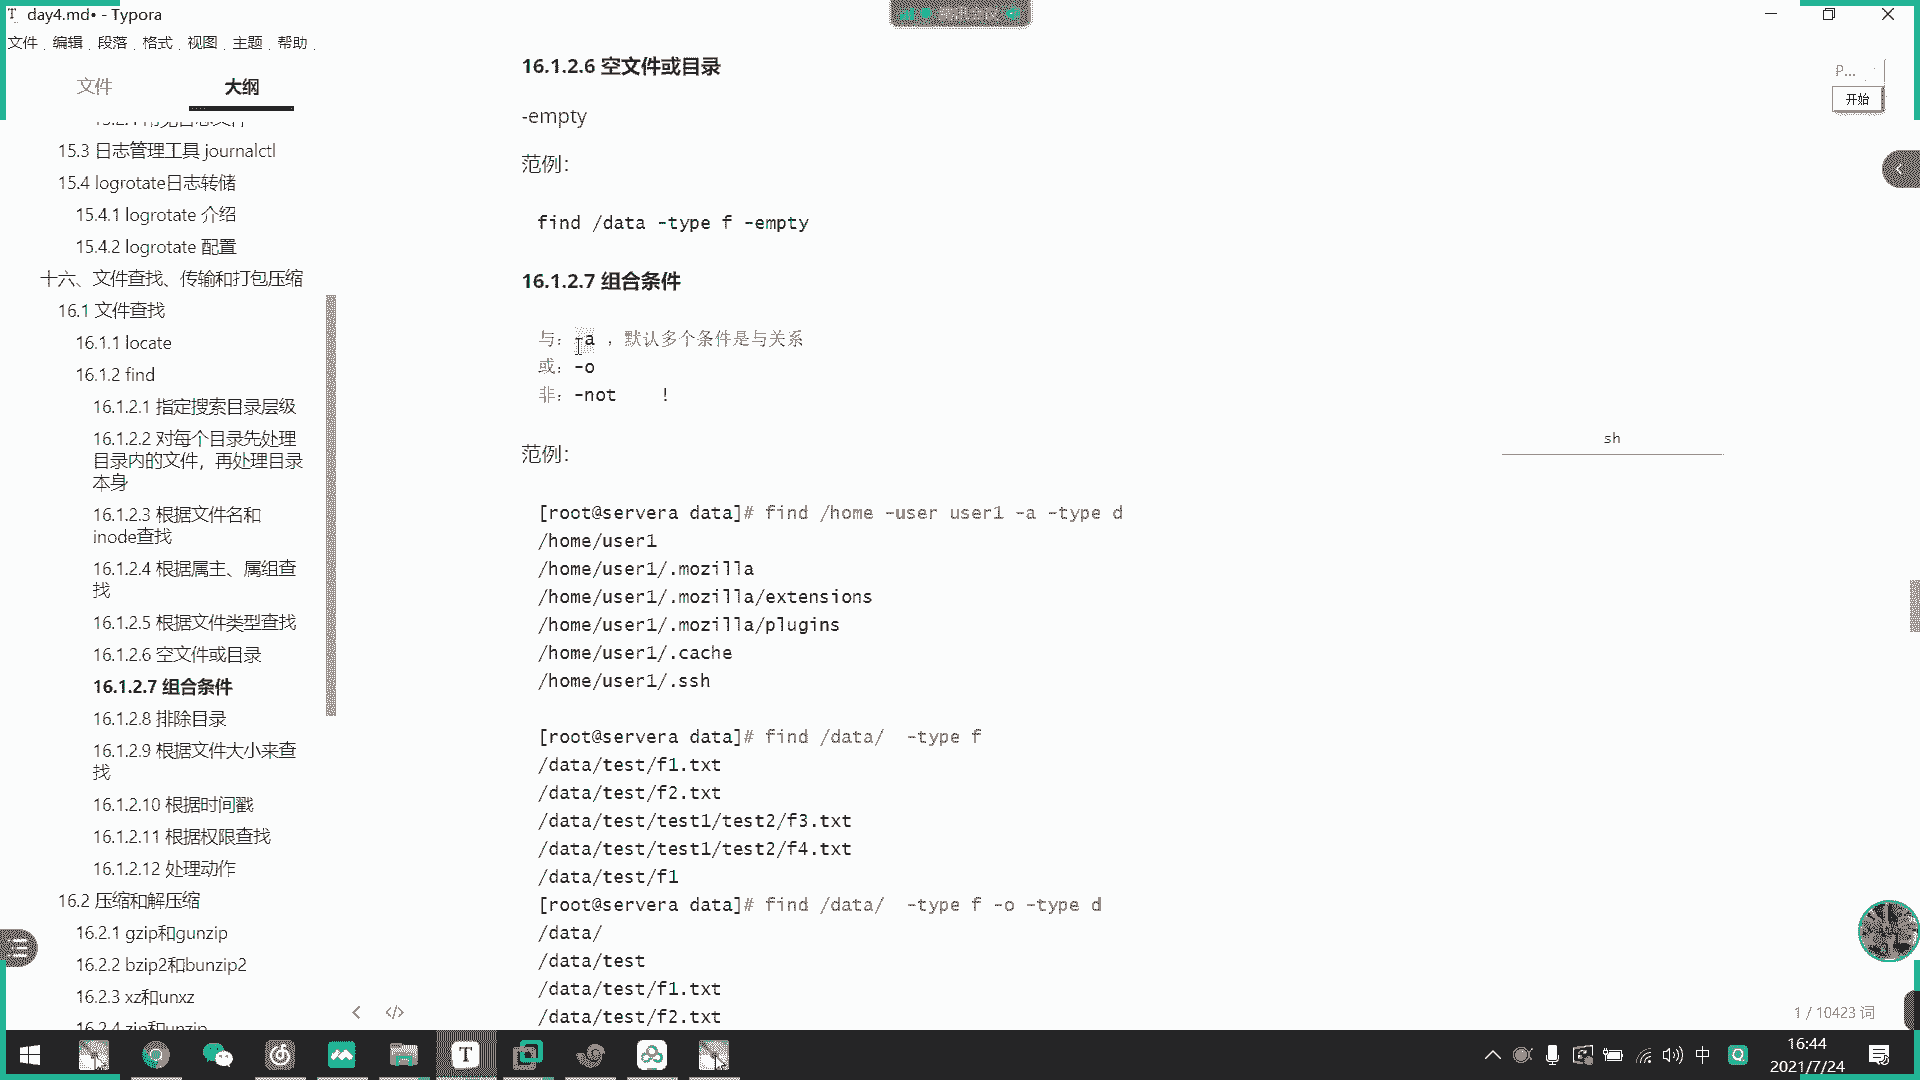 day4.md• - Typora
文件 编辑 段落 格式 视图 主题 帮助
文件 大纲
15.3 日志管理工具 journalctl
15.4 logrotate日志转储
15.4.1 logrotate 介绍
15.4.2 logrotate 配置
十六、文件查找、传输和打包压缩
16.1 文件查找
16.1.1 locate
16.1.2 find
16.1.2.1 指定搜索目录层级
16.1.2.2 对每个目录先处理
目录内的文件，再处理目录
本身
16.1.2.3 根据文件名和
inode查找
16.1.2.4 根据属主、属组查
找
16.1.2.5 根据文件类型查找
16.1.2.6 空文件或目录
16.1.2.7 组合条件
16.1.2.8 排除目录
16.1.2.9 根据文件大小来查
找
16.1.2.10 根据时间戳
16.1.2.11 根据权限查找
16.1.2.12 处理动作
16.2 压缩和解压缩
16.2.1 gzip和gunzip
16.2.2 bzip2和bunzip2
16.2.3 xz和unxz
16.2.4 zip和unzip
16.1.2.6 空文件或目录
-empty
范例：
find /data -type f -empty
16.1.2.7 组合条件
与：-a ，默认多个条件是与关系
或：-o
非：-not !
范例：
sh
[root@servera data]# find /home -user user1 -a -type d
/home/user1
/home/user1/.mozilla
/home/user1/.mozilla/extensions
/home/user1/.mozilla/plugins
/home/user1/.cache
/home/user1/.ssh
[root@servera data]# find /data/  -type f
/data/test/f1.txt
/data/test/f2.txt
/data/test/test1/test2/f3.txt
/data/test/test1/test2/f4.txt
/data/test/f1
[root@servera data]# find /data/  -type f -o -type d
/data/
/data/test
/data/test/f1.txt
/data/test/f2.txt
P...
开始
1 / 10423 词
中
16:44
2021/7/24